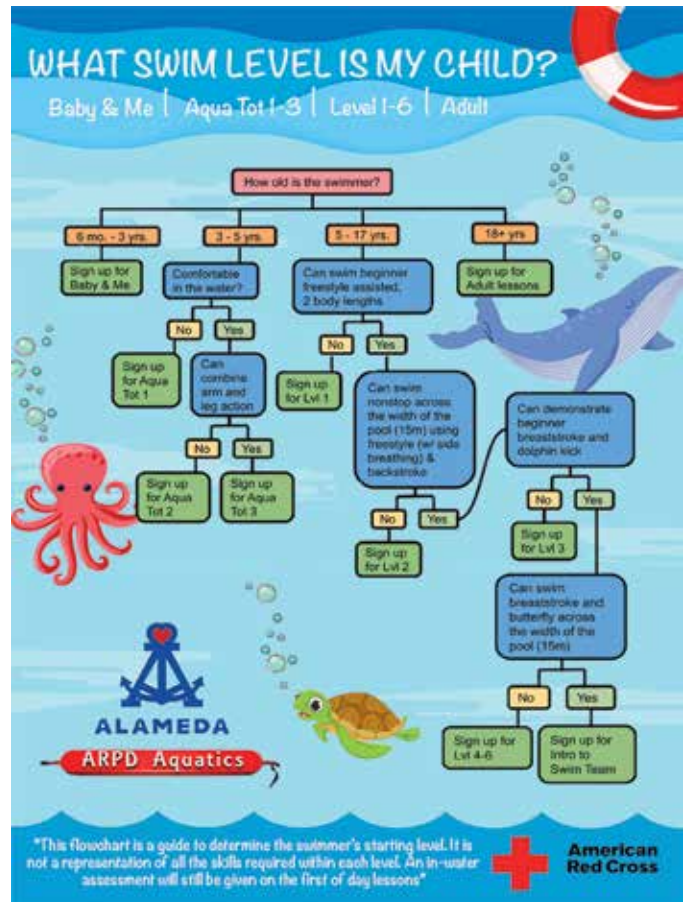 WHAT SWIM LEVEL IS MY CHILD?
Baby & Me | Aqua Tot 1-3 | Level 1-6 | Adult
How old is the swimmer?
6 mo. - 3 yrs.
3 - 5 yrs.
5 - 17 yrs.
18+ yrs
Sign up for
Baby & Me
Comfortable
in the water?
Can swim beginner
freestyle assisted,
2 body lengths
Sign up for
Adult lessons
No
Yes
No
Yes
Sign up
for Aqua
Tot 1
Can
combine
arm and
leg action
Sign up
for Lvl 1
Can swim
nonstop across
the width of the
pool (15m) using
freestyle (w/ side
breathing) &
backstroke
Can demonstrate
beginner
breaststroke and
dolphin kick
No
Yes
Sign up
for Aqua
Tot 2
Sign up
for Aqua
Tot 3
No
Yes
Sign up
for Lvl 2
No
Yes
Sign up
for Lvl 3
Can swim
breaststroke and
butterfly across
the width of the
pool (15m)
No
Yes
Sign up for
Lvl 4-6
Sign up for
Intro to
Swim Team
ALAMEDA
ARPD Aquatics
"This flowchart is a guide to determine the swimmer's starting level. It is
not a representation of all the skills required within each level. An in-water
assessment will still be given on the first of day lessons"
American
Red Cross